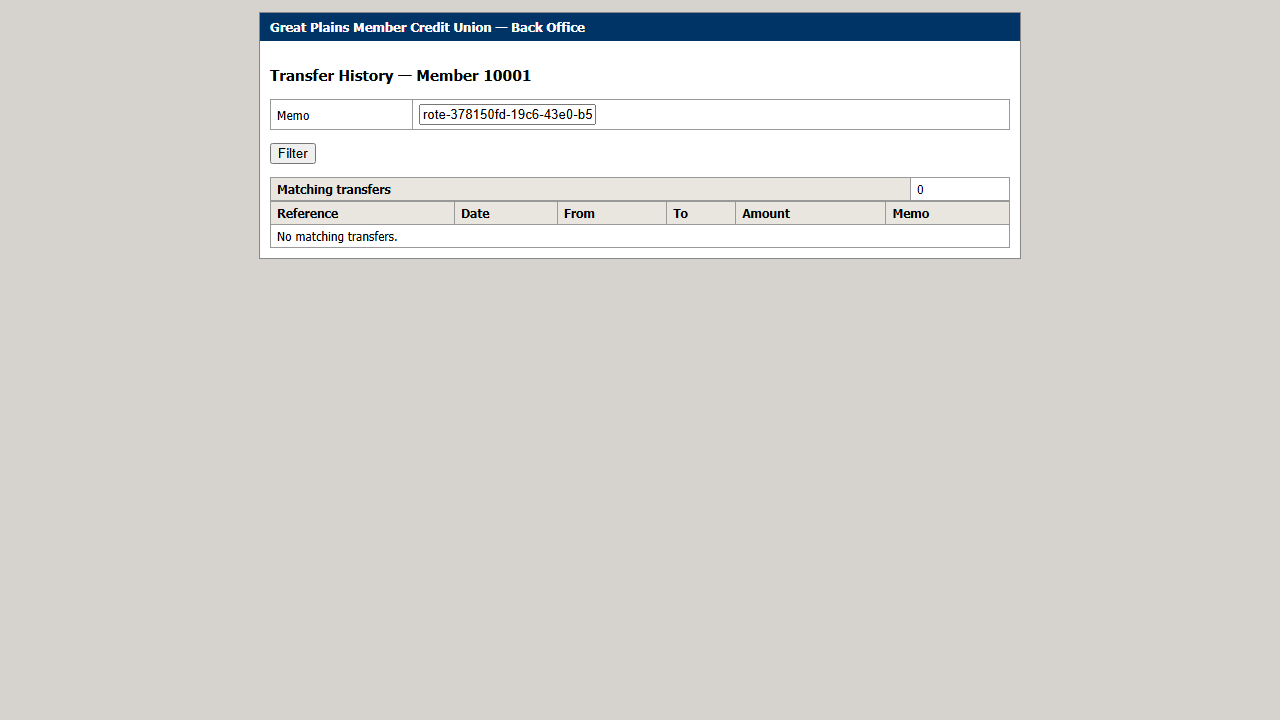 Great Plains Member Credit Union — Back Office
Transfer History — Member 10001
Memo rote-378150fd-19c6-43e0-b5
Filter
Matching transfers 0
Reference Date From To Amount Memo
No matching transfers.